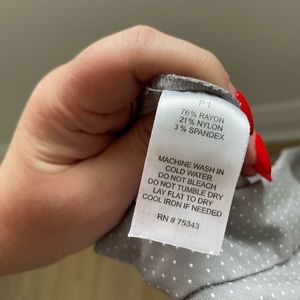 P1
76% RAYON
21% NYLON
3% SPANDEX
MACHINE WASH IN
COLD WATER
DO NOT BLEACH
DO NOT TUMBLE DRY
LAY FLAT TO DRY
COOL IRON IF NEEDED
RN # 75343